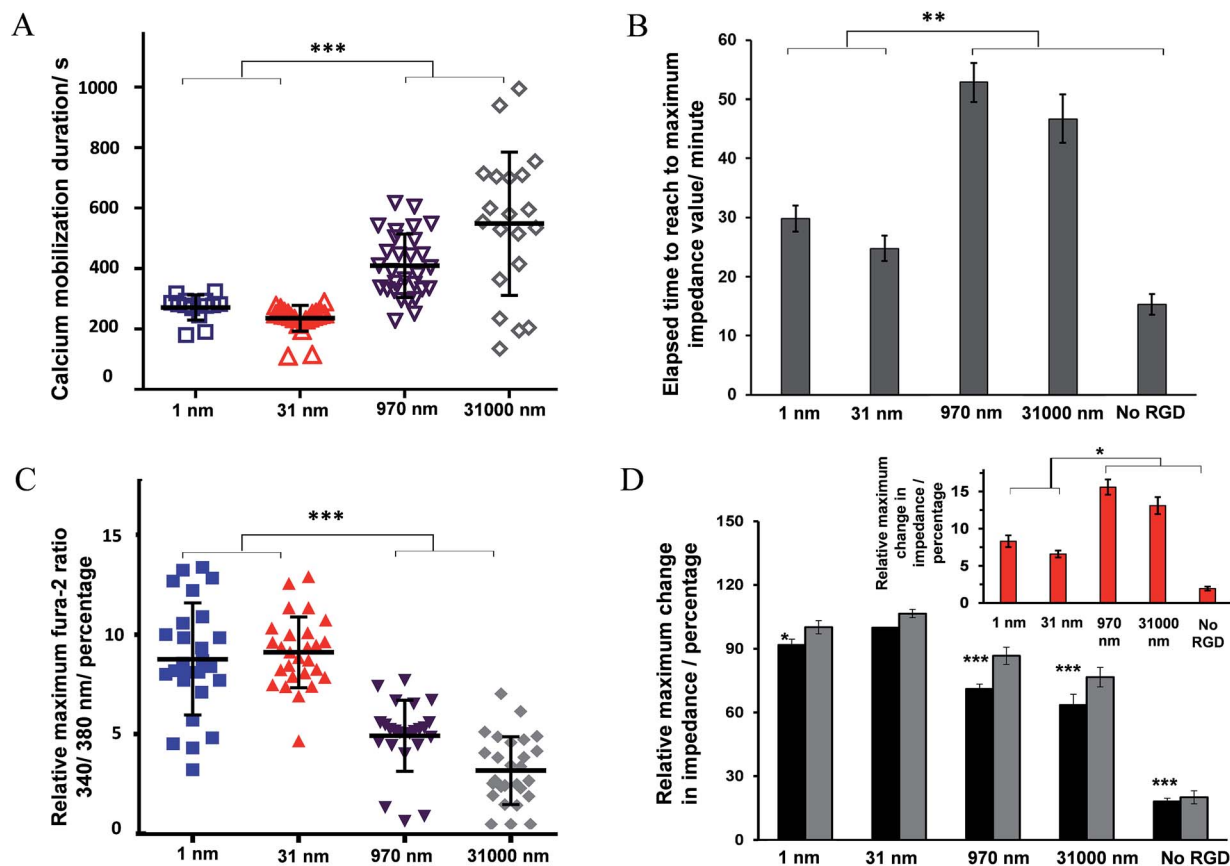 A
Calcium mobilization duration/ s
1000
800
600
400
200
0
***
1 nm
31 nm
970 nm
31000 nm
B
Elapsed time to reach to maximum
impedance value/ minute
60
50
40
30
20
10
0
**
1 nm
31 nm
970 nm
31000 nm
No RGD
C
Relative maximum fura-2 ratio
340/ 380 nm/ percentage
15
10
5
0
***
1 nm
31 nm
970 nm
31000 nm
D
Relative maximum change
in impedance / percentage
150
120
90
60
30
0
*
***
***
***
1 nm
31 nm
970 nm
31000 nm
No RGD
Relative maximum
change in
impedance /
percentage
15
10
5
0
*
1 nm
31 nm
970
nm
31000
nm
No
RGD